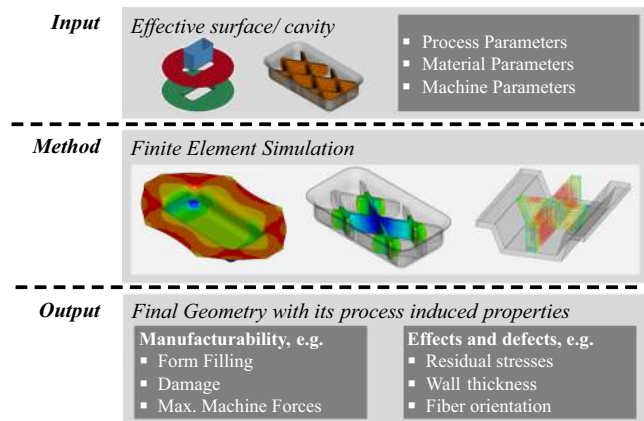 Input
Effective surface/ cavity
▪ Process Parameters
▪ Material Parameters
▪ Machine Parameters
Method
Finite Element Simulation
Output
Final Geometry with its process induced properties
Manufacturability, e.g.
▪ Form Filling
▪ Damage
▪ Max. Machine Forces
Effects and defects, e.g.
▪ Residual stresses
▪ Wall thickness
▪ Fiber orientation